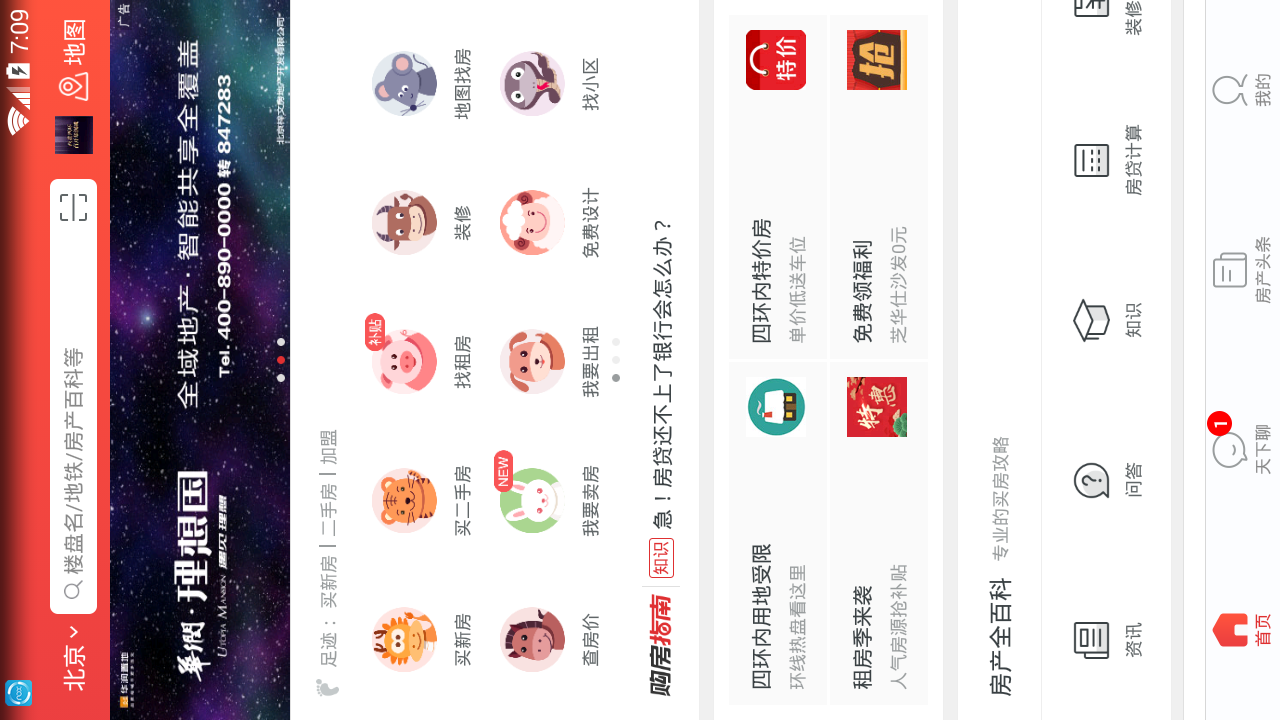 7:09
北京
楼盘名/地铁/房产百科等
地图
广告
华润置地
華潤·理想国
UTOPIA MANSION
全域地产·智能共享全覆盖
Tel. 400-890-0000 转 847283
足迹： 买新房 | 二手房 | 加盟
补贴
买新房
买二手房
找租房
装修
地图找房
NEW
查房价
我要卖房
我要出租
免费设计
找小区
购房指南
知识
急！房贷还不上了银行会怎么办？
四环内用地受限
环线热盘看这里
四环内特价房
单价低送车位
特价
租房季来袭
人气房源抢补贴
特惠
免费领福利
芝华仕沙发0元
抢
房产全百科 专业的买房攻略
资讯
问答
知识
房贷计算
装修
1
首页
天下聊
房产头条
我的